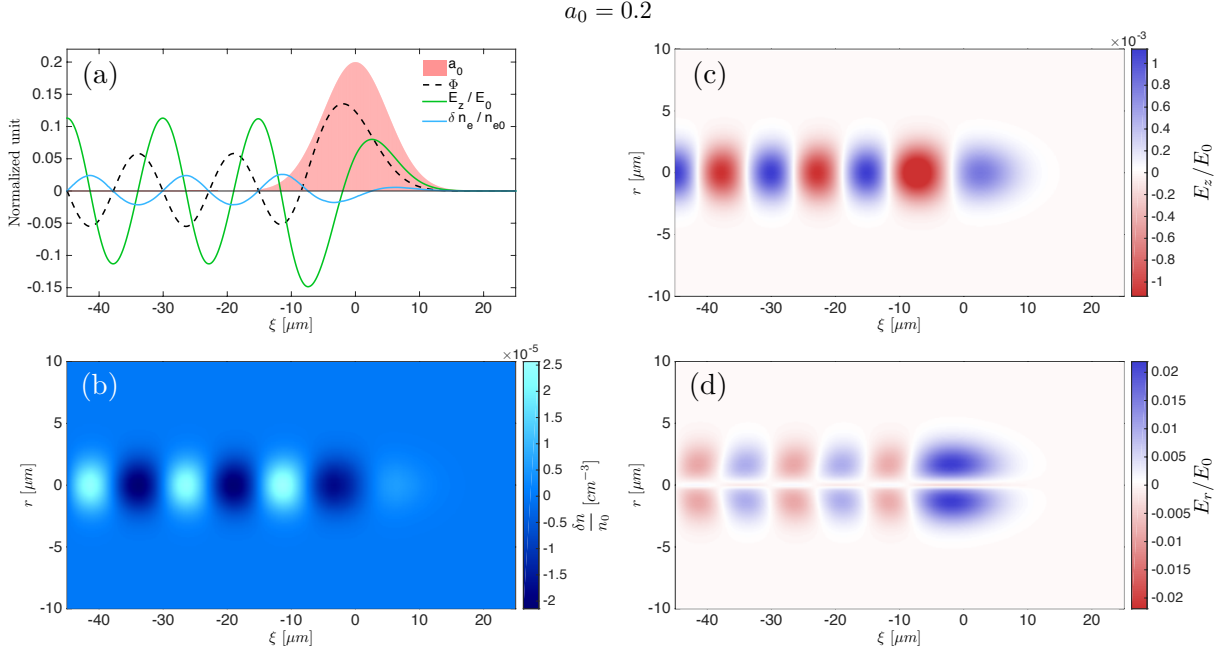 a₀ = 0.2
(a)
a₀
Φ
E_z / E₀
δ n_e / n_e0
Normalized unit
0.2
0.15
0.1
0.05
0
-0.05
-0.1
-0.15
-40 -30 -20 -10 0 10 20
ξ [μm]
(c)
×10⁻³
10
5
0
-5
-10
r [μm]
-40 -30 -20 -10 0 10 20
ξ [μm]
1
0.8
0.6
0.4
0.2
0
-0.2
-0.4
-0.6
-0.8
-1
E_z/E₀
(b)
×10⁻⁵
10
5
0
-5
-10
r [μm]
-40 -30 -20 -10 0 10 20
ξ [μm]
2.5
2
1.5
1
0.5
0
-0.5
-1
-1.5
-2
δn/n₀ [cm⁻³]
(d)
10
5
0
-5
-10
r [μm]
-40 -30 -20 -10 0 10 20
ξ [μm]
0.02
0.015
0.01
0.005
0
-0.005
-0.01
-0.015
-0.02
E_r/E₀